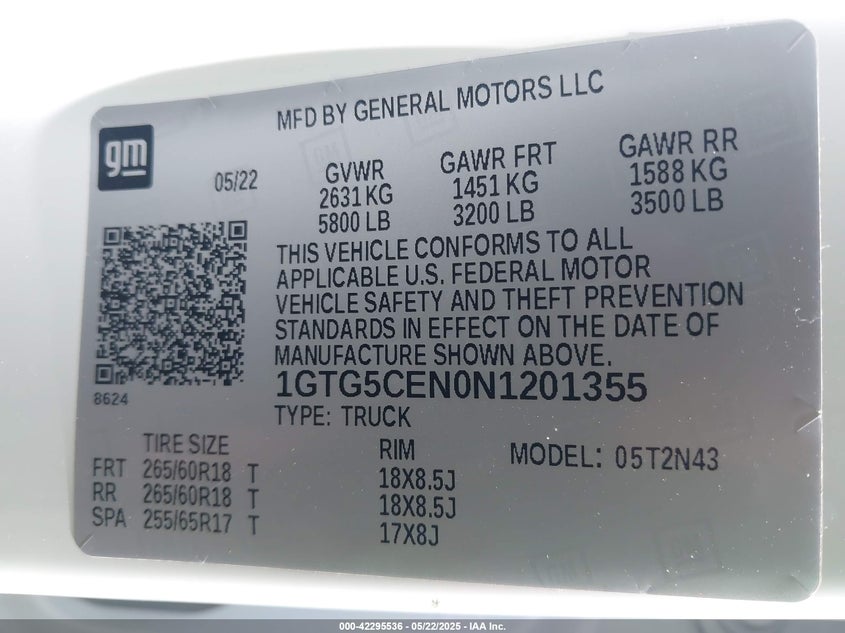 MFD BY GENERAL MOTORS LLC
gm
05/22
GVWR GAWR FRT GAWR RR
2631 KG 1451 KG 1588 KG
5800 LB 3200 LB 3500 LB
THIS VEHICLE CONFORMS TO ALL
APPLICABLE U.S. FEDERAL MOTOR
VEHICLE SAFETY AND THEFT PREVENTION
STANDARDS IN EFFECT ON THE DATE OF
MANUFACTURE SHOWN ABOVE.
1GTG5CEN0N1201355
8624
TYPE: TRUCK
TIRE SIZE RIM MODEL: 05T2N43
FRT 265/60R18 T 18X8.5J
RR 265/60R18 T 18X8.5J
SPA 255/65R17 T 17X8J
000-42295536 - 05/22/2025 - IAA Inc.